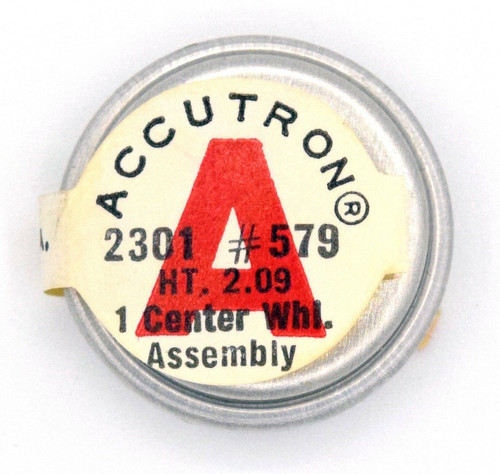 ACCUTRON®
A
2301 #579
HT. 2.09
1 Center Whl.
Assembly